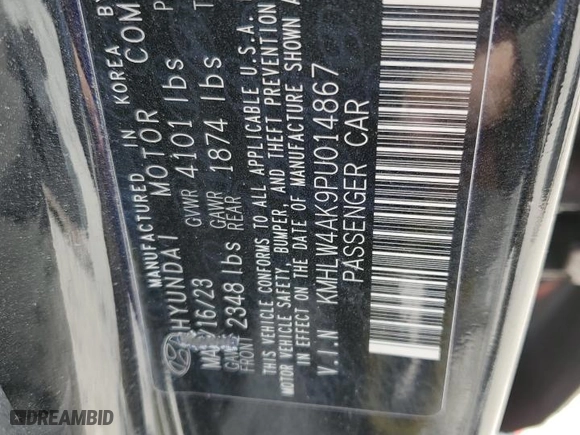 MANUFACTURED IN KOREA BY
HYUNDAI MOTOR COM
16/23 GVWR 4101 lbs
GAWR 1874 lbs
FRONT 2348 lbs REAR
THIS VEHICLE CONFORMS TO ALL APPLICABLE U.S.A.
MOTOR VEHICLE SAFETY, BUMPER, AND THEFT PREVENTION
IN EFFECT ON THE DATE OF MANUFACTURE SHOWN A
V.I.N KMHLW4AK9PU014867
PASSENGER CAR
DREAMBID